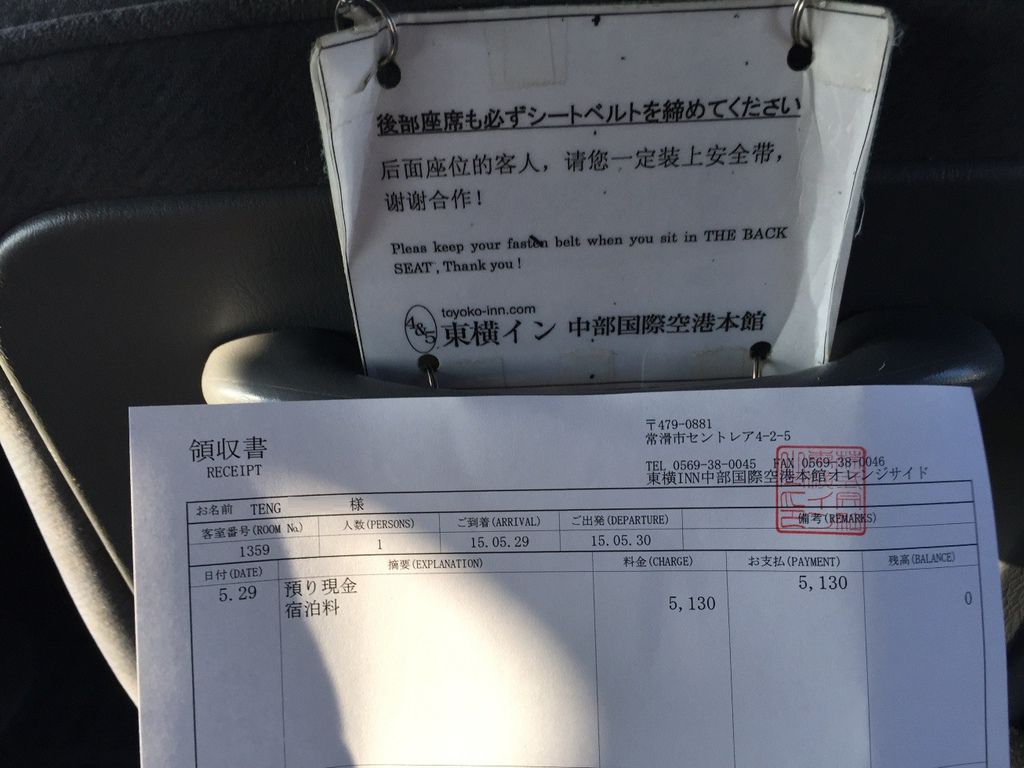 後部座席も必ずシートベルトを締めてください
后面座位的客人，请您一定装上安全带，
谢谢合作！
Pleas keep your fasten belt when you sit in THE BACK
SEAT, Thank you !
toyoko-inn.com
4&5 東横イン 中部国際空港本館
領収書
RECEIPT
〒479-0881
常滑市セントレア4-2-5
TEL 0569-38-0045 FAX 0569-38-0046
東横INN中部国際空港本館オレンジサイド
お名前 TENG 様
客室番号(ROOM No.) 人数(PERSONS) ご到着(ARRIVAL) ご出発(DEPARTURE) 備考(REMARKS)
1359 1 15.05.29 15.05.30
日付(DATE) 摘要(EXPLANATION) 料金(CHARGE) お支払(PAYMENT) 残高(BALANCE)
5.29 預り現金 5,130
宿泊料 5,130 0